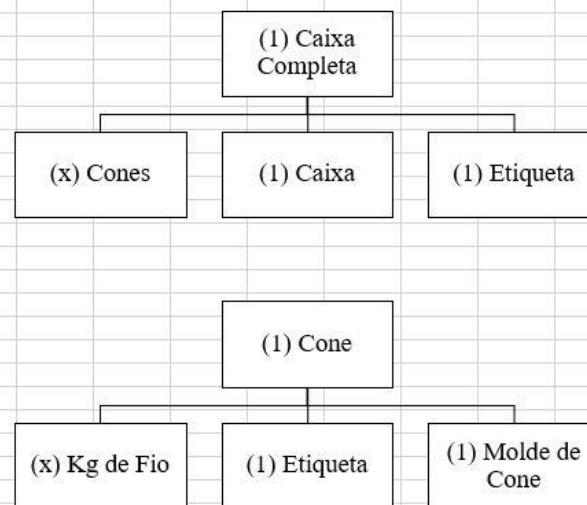 (1) Caixa
Completa
(x) Cones
(1) Caixa
(1) Etiqueta
(1) Cone
(x) Kg de Fio
(1) Etiqueta
(1) Molde de
Cone